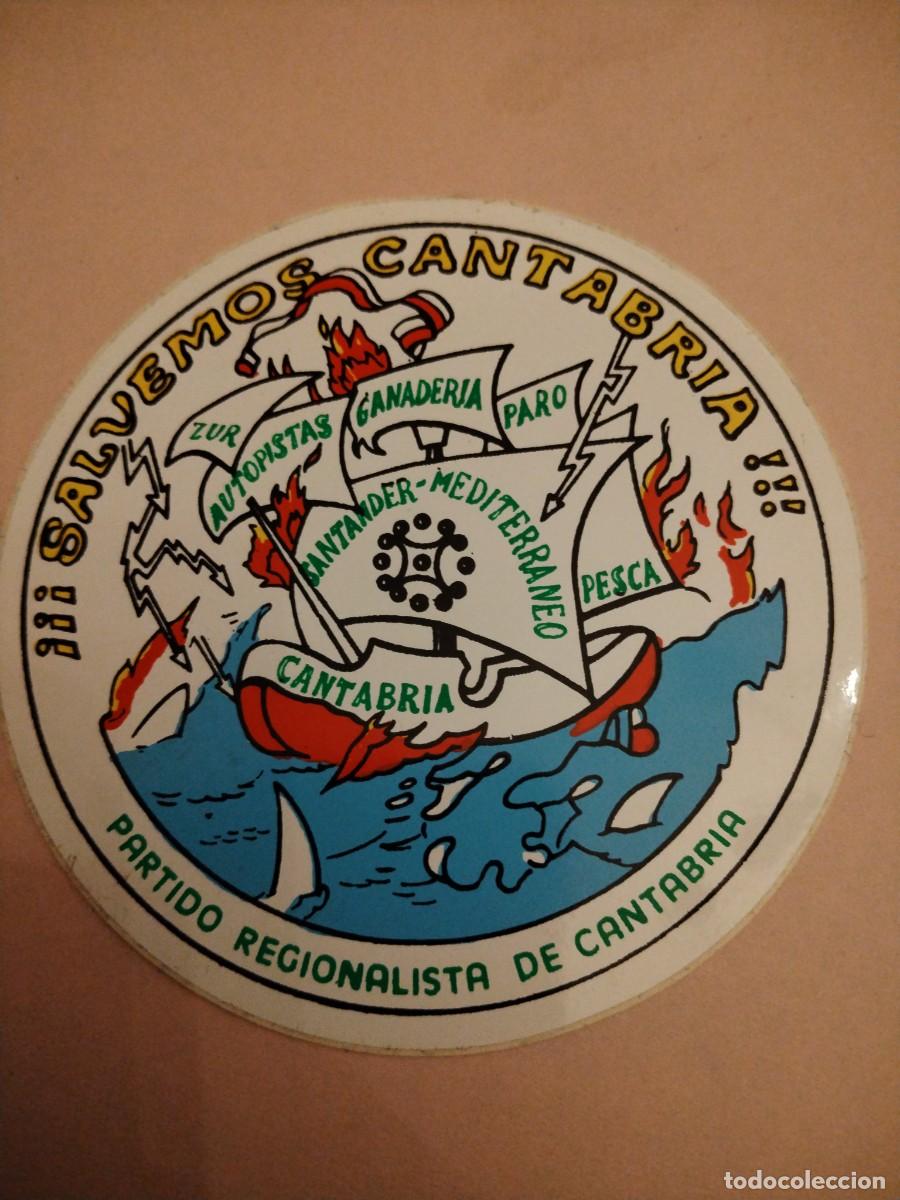 ¡¡¡SALVEMOS CANTABRIA!!!
ZUR
AUTOPISTAS
GANADERIA
PARO
SANTANDER-MEDITERRANEO
PESCA
CANTABRIA
PARTIDO REGIONALISTA DE CANTABRIA
todocoleccion